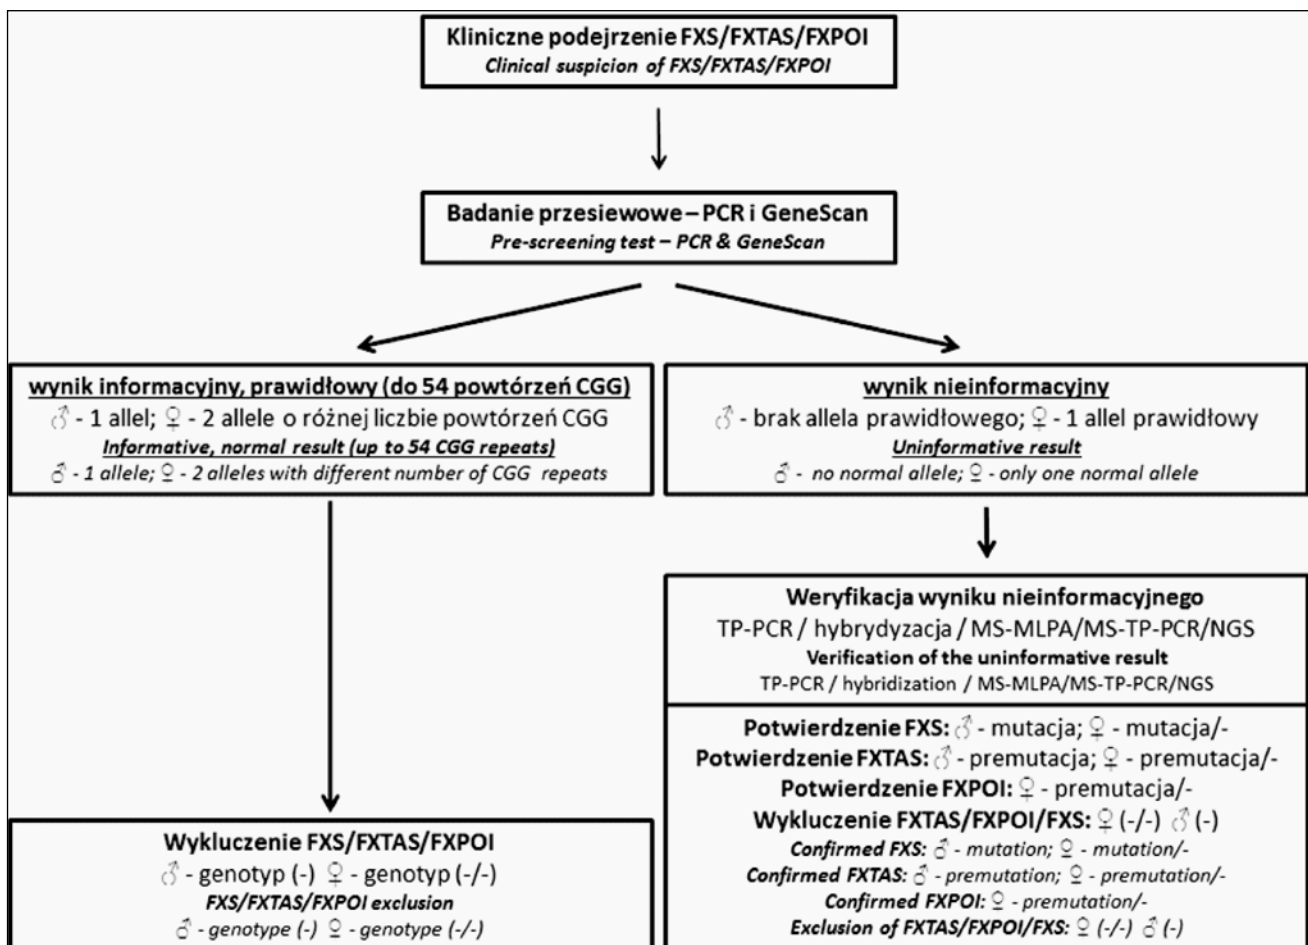 Kliniczne podejrzenie FXS/FXTAS/FXPOI
Clinical suspicion of FXS/FXTAS/FXPOI
Badanie przesiewowe – PCR i GeneScan
Pre-screening test – PCR & GeneScan
wynik informacyjny, prawidłowy (do 54 powtórzeń CGG)
♂ - 1 allel; ♀ - 2 allele o różnej liczbie powtórzeń CGG
Informative, normal result (up to 54 CGG repeats)
♂ - 1 allele; ♀ - 2 alleles with different number of CGG repeats
wynik nieinformacyjny
♂ - brak allela prawidłowego; ♀ - 1 allel prawidłowy
Uninformative result
♂ - no normal allele; ♀ - only one normal allele
Weryfikacja wyniku nieinformacyjnego
TP-PCR / hybrydyzacja / MS-MLPA/MS-TP-PCR/NGS
Verification of the uninformative result
TP-PCR / hybridization / MS-MLPA/MS-TP-PCR/NGS
Potwierdzenie FXS: ♂ - mutacja; ♀ - mutacja/-
Potwierdzenie FXTAS: ♂ - premutacja; ♀ - premutacja/-
Potwierdzenie FXPOI: ♀ - premutacja/-
Wykluczenie FXTAS/FXPOI/FXS: ♀ (-/-) ♂ (-)
Confirmed FXS: ♂ - mutation; ♀ - mutation/-
Confirmed FXTAS: ♂ - premutation; ♀ - premutation/-
Confirmed FXPOI: ♀ - premutation/-
Exclusion of FXTAS/FXPOI/FXS: ♀ (-/-) ♂ (-)
Wykluczenie FXS/FXTAS/FXPOI
♂ - genotyp (-) ♀ - genotyp (-/-)
FXS/FXTAS/FXPOI exclusion
♂ - genotype (-) ♀ - genotype (-/-)